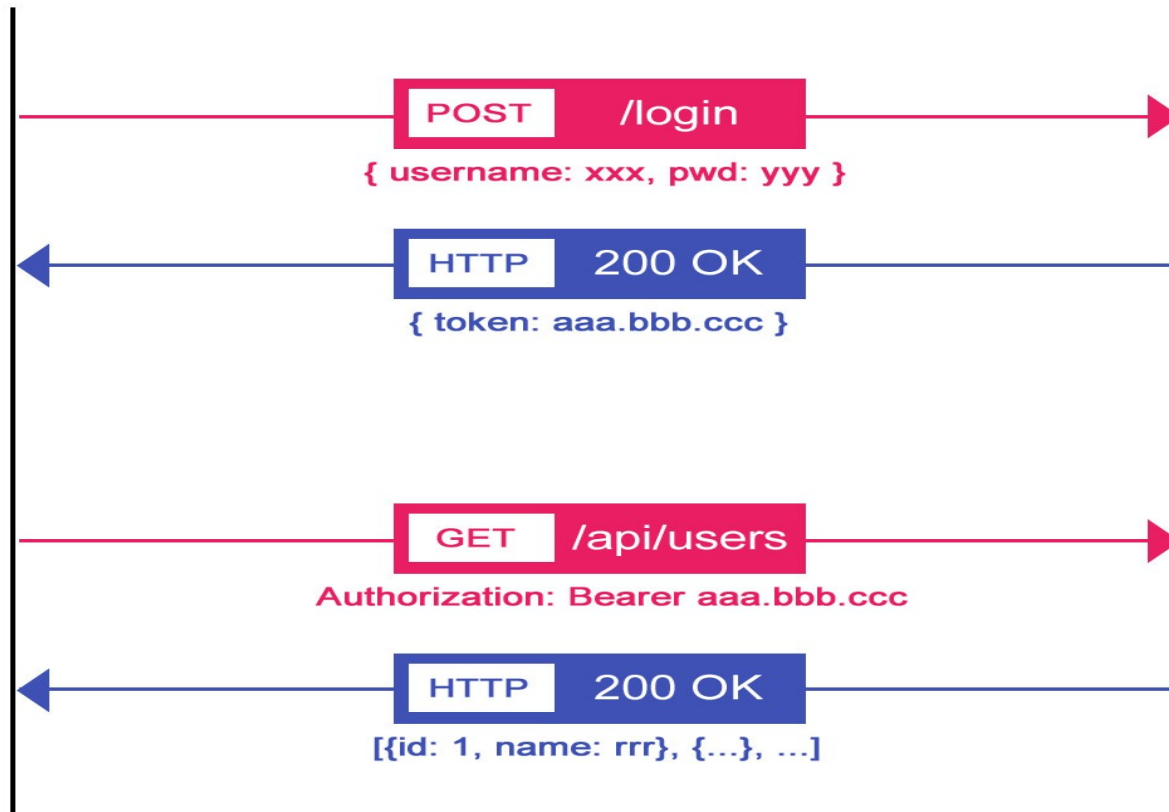 POST /login
{ username: xxx, pwd: yyy }
HTTP 200 OK
{ token: aaa.bbb.ccc }
GET /api/users
Authorization: Bearer aaa.bbb.ccc
HTTP 200 OK
[{id: 1, name: rrr}, {...}, ...]